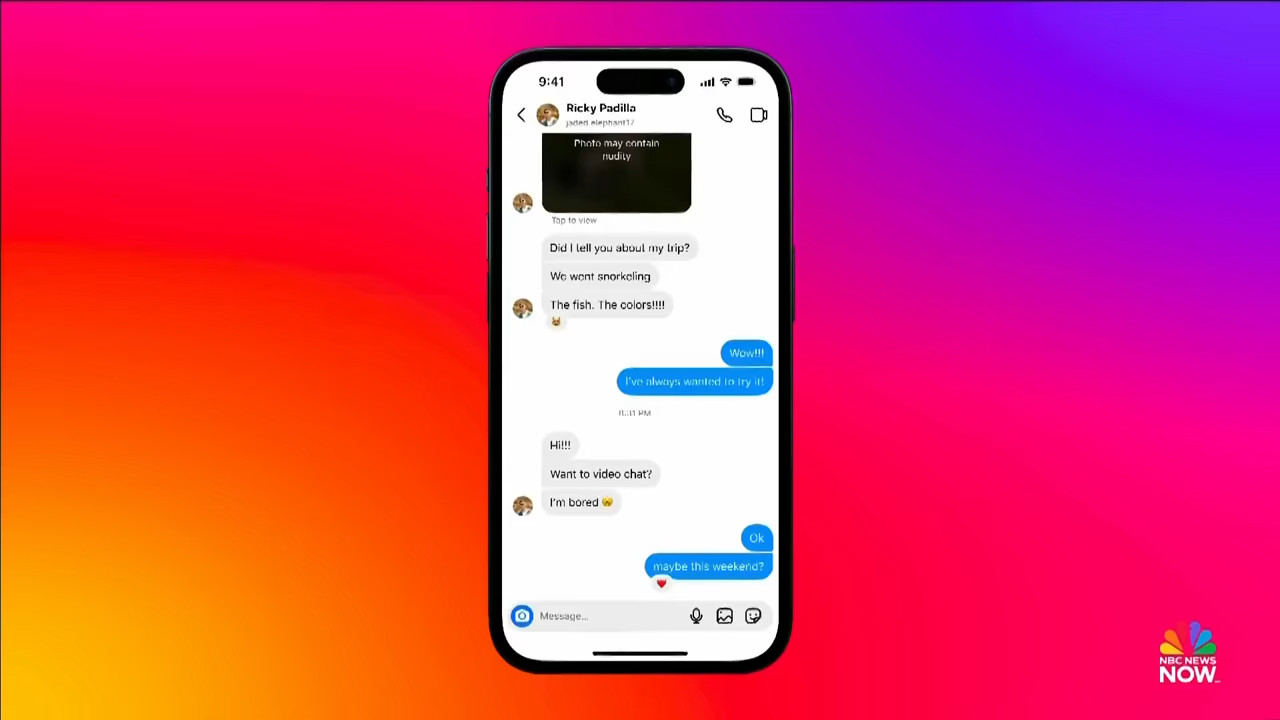 9:41
Ricky Padilla
jaded.elephant17
Photo may contain
nudity
Tap to view
Did I tell you about my trip?
We went snorkeling
The fish. The colors!!!!
Wow!!!
I've always wanted to try it!
PM
Hi!!!
Want to video chat?
I'm bored
Ok
maybe this weekend?
Message...
NBC NEWS
NOW